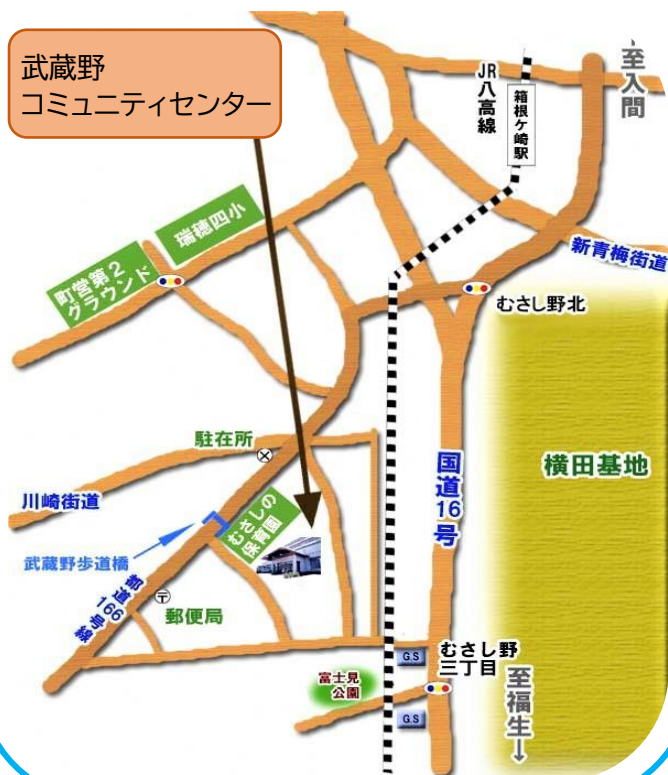 武蔵野
コミュニティセンター
至入間
JR八高線
箱根ケ崎駅
瑞穂四小
町営第2
グラウンド
新青梅街道
むさし野北
駐在所
国道16号
横田基地
川崎街道
むさしの
保育園
武蔵野歩道橋
都道166号線
〒
郵便局
むさし野
三丁目
G.S
富士見
公園
至福生
G.S